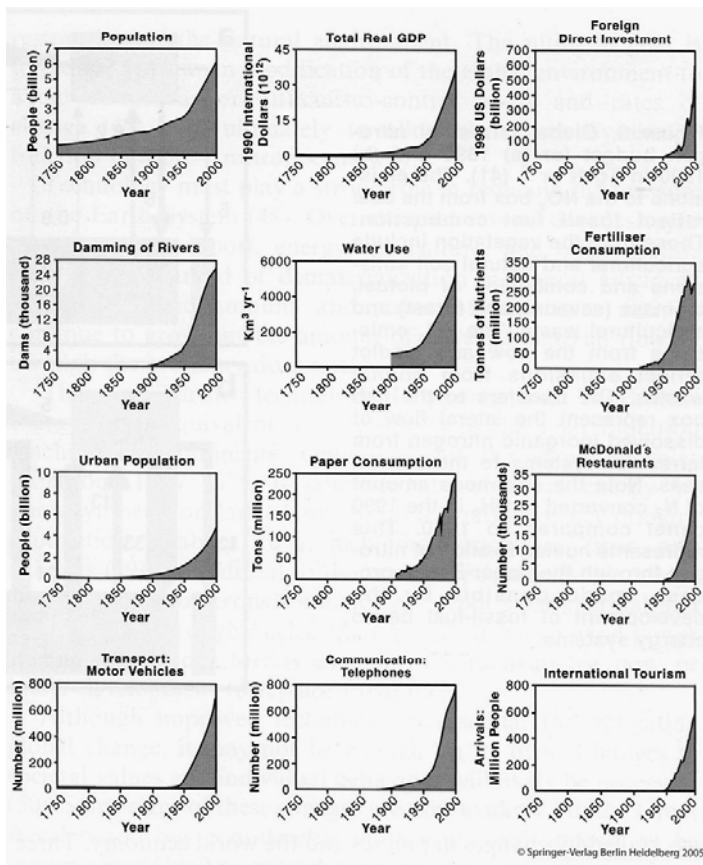 Population
People (billion)
7
6
5
4
3
2
1
0
1750 1800 1850 1900 1950 2000
Year
Total Real GDP
1990 International
Dollars (10¹²)
45
30
15
0
1750 1800 1850 1900 1950 2000
Year
Foreign
Direct Investment
1998 US Dollars
(billion)
700
600
500
400
300
200
100
0
1750 1800 1850 1900 1950 2000
Year
Damming of Rivers
Dams (thousand)
28
24
20
16
12
8
4
0
1750 1800 1850 1900 1950 2000
Year
Water Use
Km³ yr⁻¹
6000
4000
2000
0
1750 1800 1850 1900 1950 2000
Year
Fertiliser
Consumption
Tonnes of Nutrients
(million)
350
300
250
200
150
100
50
0
1750 1800 1850 1900 1950 2000
Year
Urban Population
People (billion)
10
8
6
4
2
0
1750 1800 1850 1900 1950 2000
Year
Paper Consumption
Tons (million)
250
200
150
100
50
0
1750 1800 1850 1900 1950 2000
Year
McDonald's
Restaurants
Number (thousands)
35
30
25
20
15
10
5
0
1750 1800 1850 1900 1950 2000
Year
Transport:
Motor Vehicles
Number (million)
800
600
400
200
0
1750 1800 1850 1900 1950 2000
Year
Communication:
Telephones
Number (million)
800
600
400
200
0
1750 1800 1850 1900 1950 2000
Year
International Tourism
Arrivals:
Million People
800
600
400
200
0
1750 1800 1850 1900 1950 2000
Year
© Springer-Verlag Berlin Heidelberg 2005